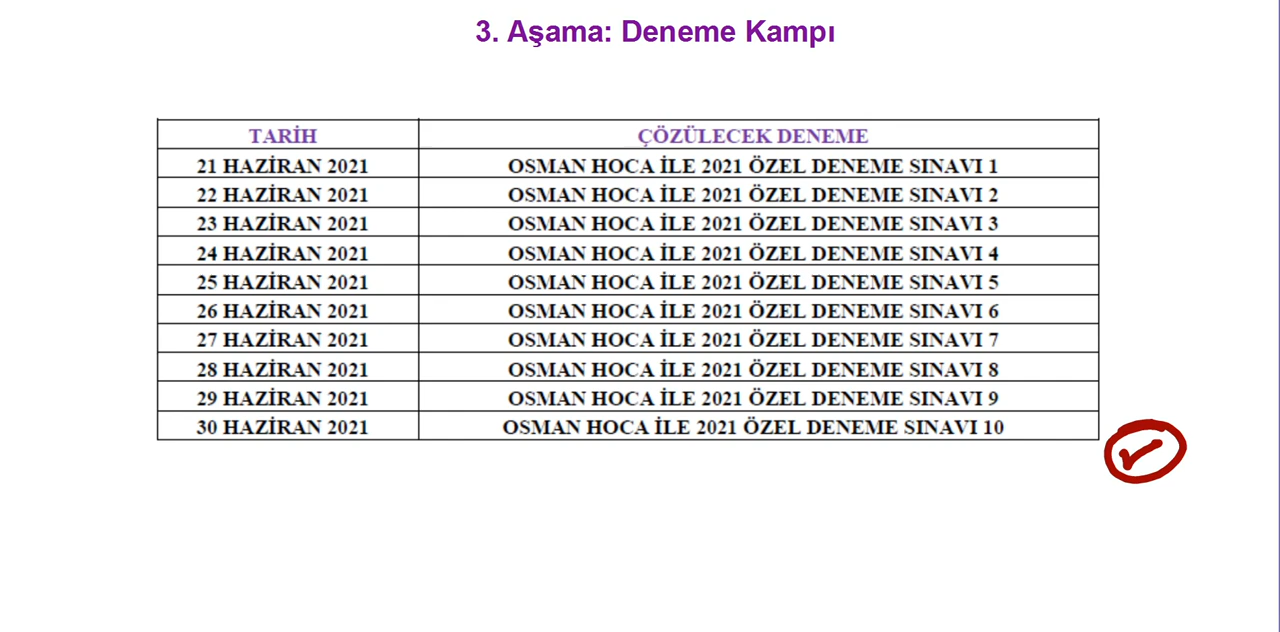 3. Aşama: Deneme Kampı
TARİH ÇÖZÜLECEK DENEME
21 HAZİRAN 2021 OSMAN HOCA İLE 2021 ÖZEL DENEME SINAVI 1
22 HAZİRAN 2021 OSMAN HOCA İLE 2021 ÖZEL DENEME SINAVI 2
23 HAZİRAN 2021 OSMAN HOCA İLE 2021 ÖZEL DENEME SINAVI 3
24 HAZİRAN 2021 OSMAN HOCA İLE 2021 ÖZEL DENEME SINAVI 4
25 HAZİRAN 2021 OSMAN HOCA İLE 2021 ÖZEL DENEME SINAVI 5
26 HAZİRAN 2021 OSMAN HOCA İLE 2021 ÖZEL DENEME SINAVI 6
27 HAZİRAN 2021 OSMAN HOCA İLE 2021 ÖZEL DENEME SINAVI 7
28 HAZİRAN 2021 OSMAN HOCA İLE 2021 ÖZEL DENEME SINAVI 8
29 HAZİRAN 2021 OSMAN HOCA İLE 2021 ÖZEL DENEME SINAVI 9
30 HAZİRAN 2021 OSMAN HOCA İLE 2021 ÖZEL DENEME SINAVI 10